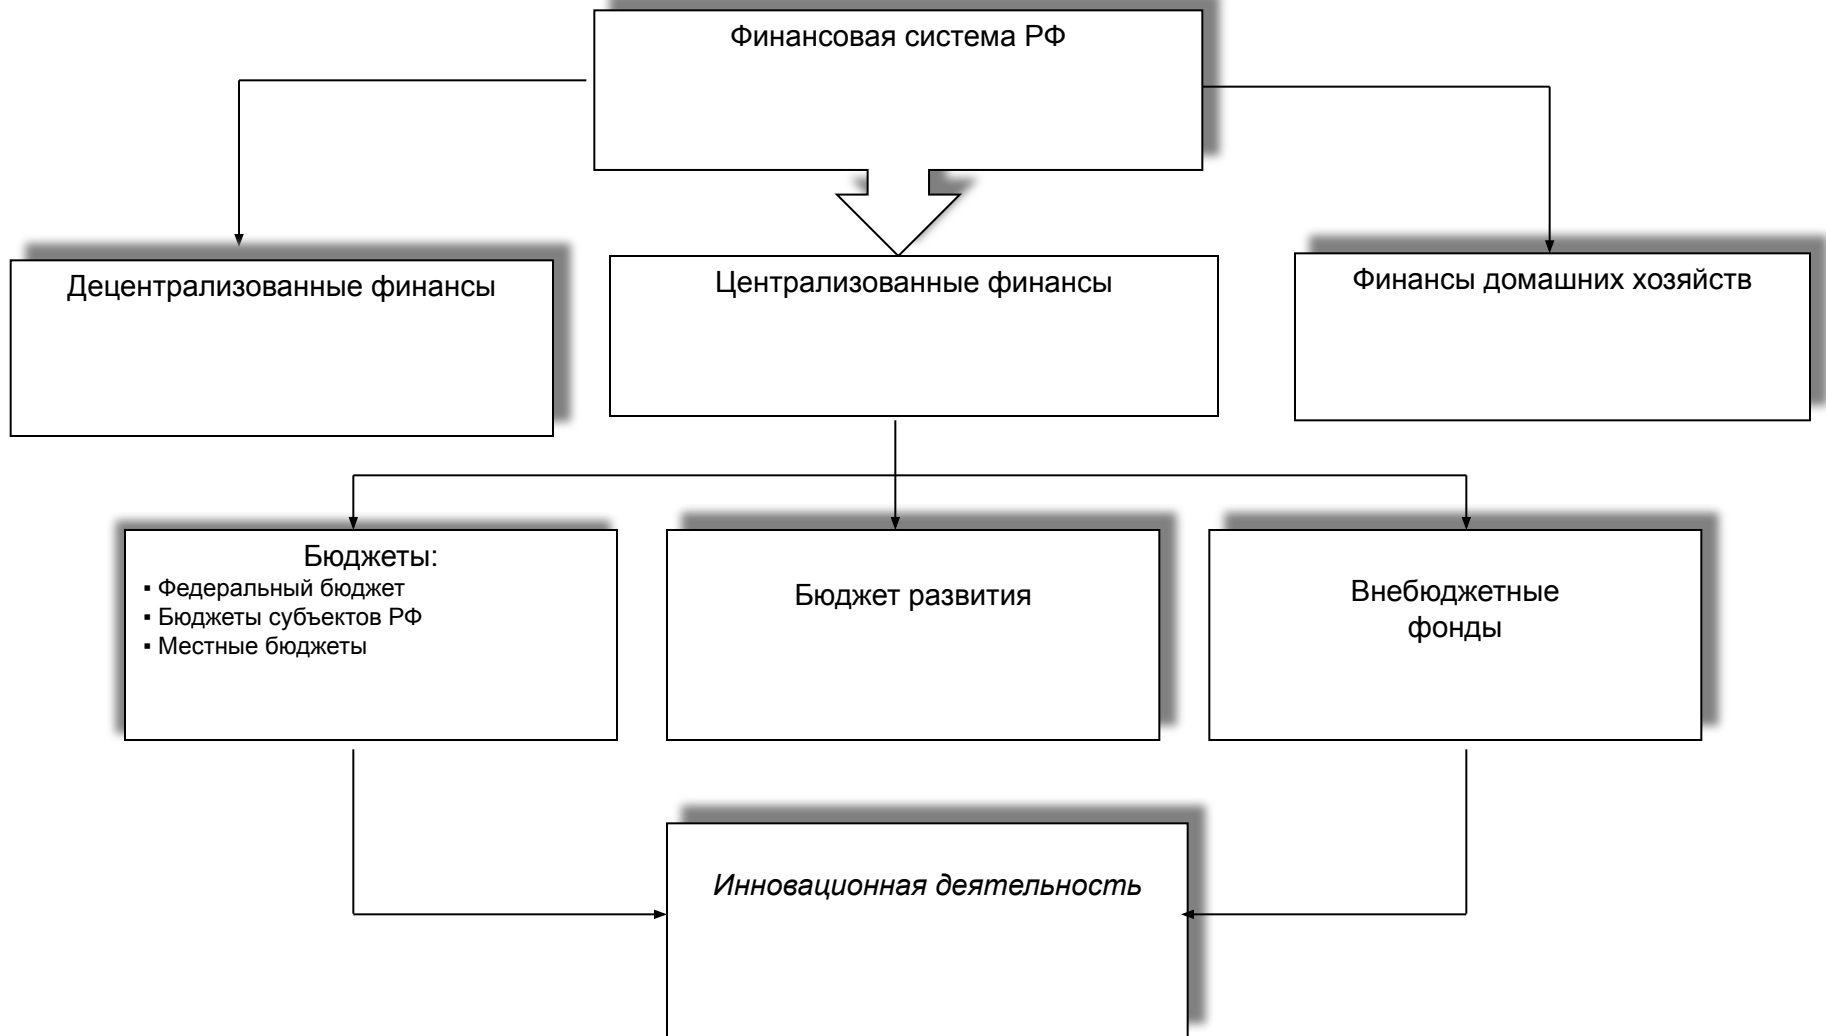 Финансовая система РФ
Децентрализованные финансы
Централизованные финансы
Финансы домашних хозяйств
Бюджеты:
▪ Федеральный бюджет
▪ Бюджеты субъектов РФ
▪ Местные бюджеты
Бюджет развития
Внебюджетные
фонды
Инновационная деятельность